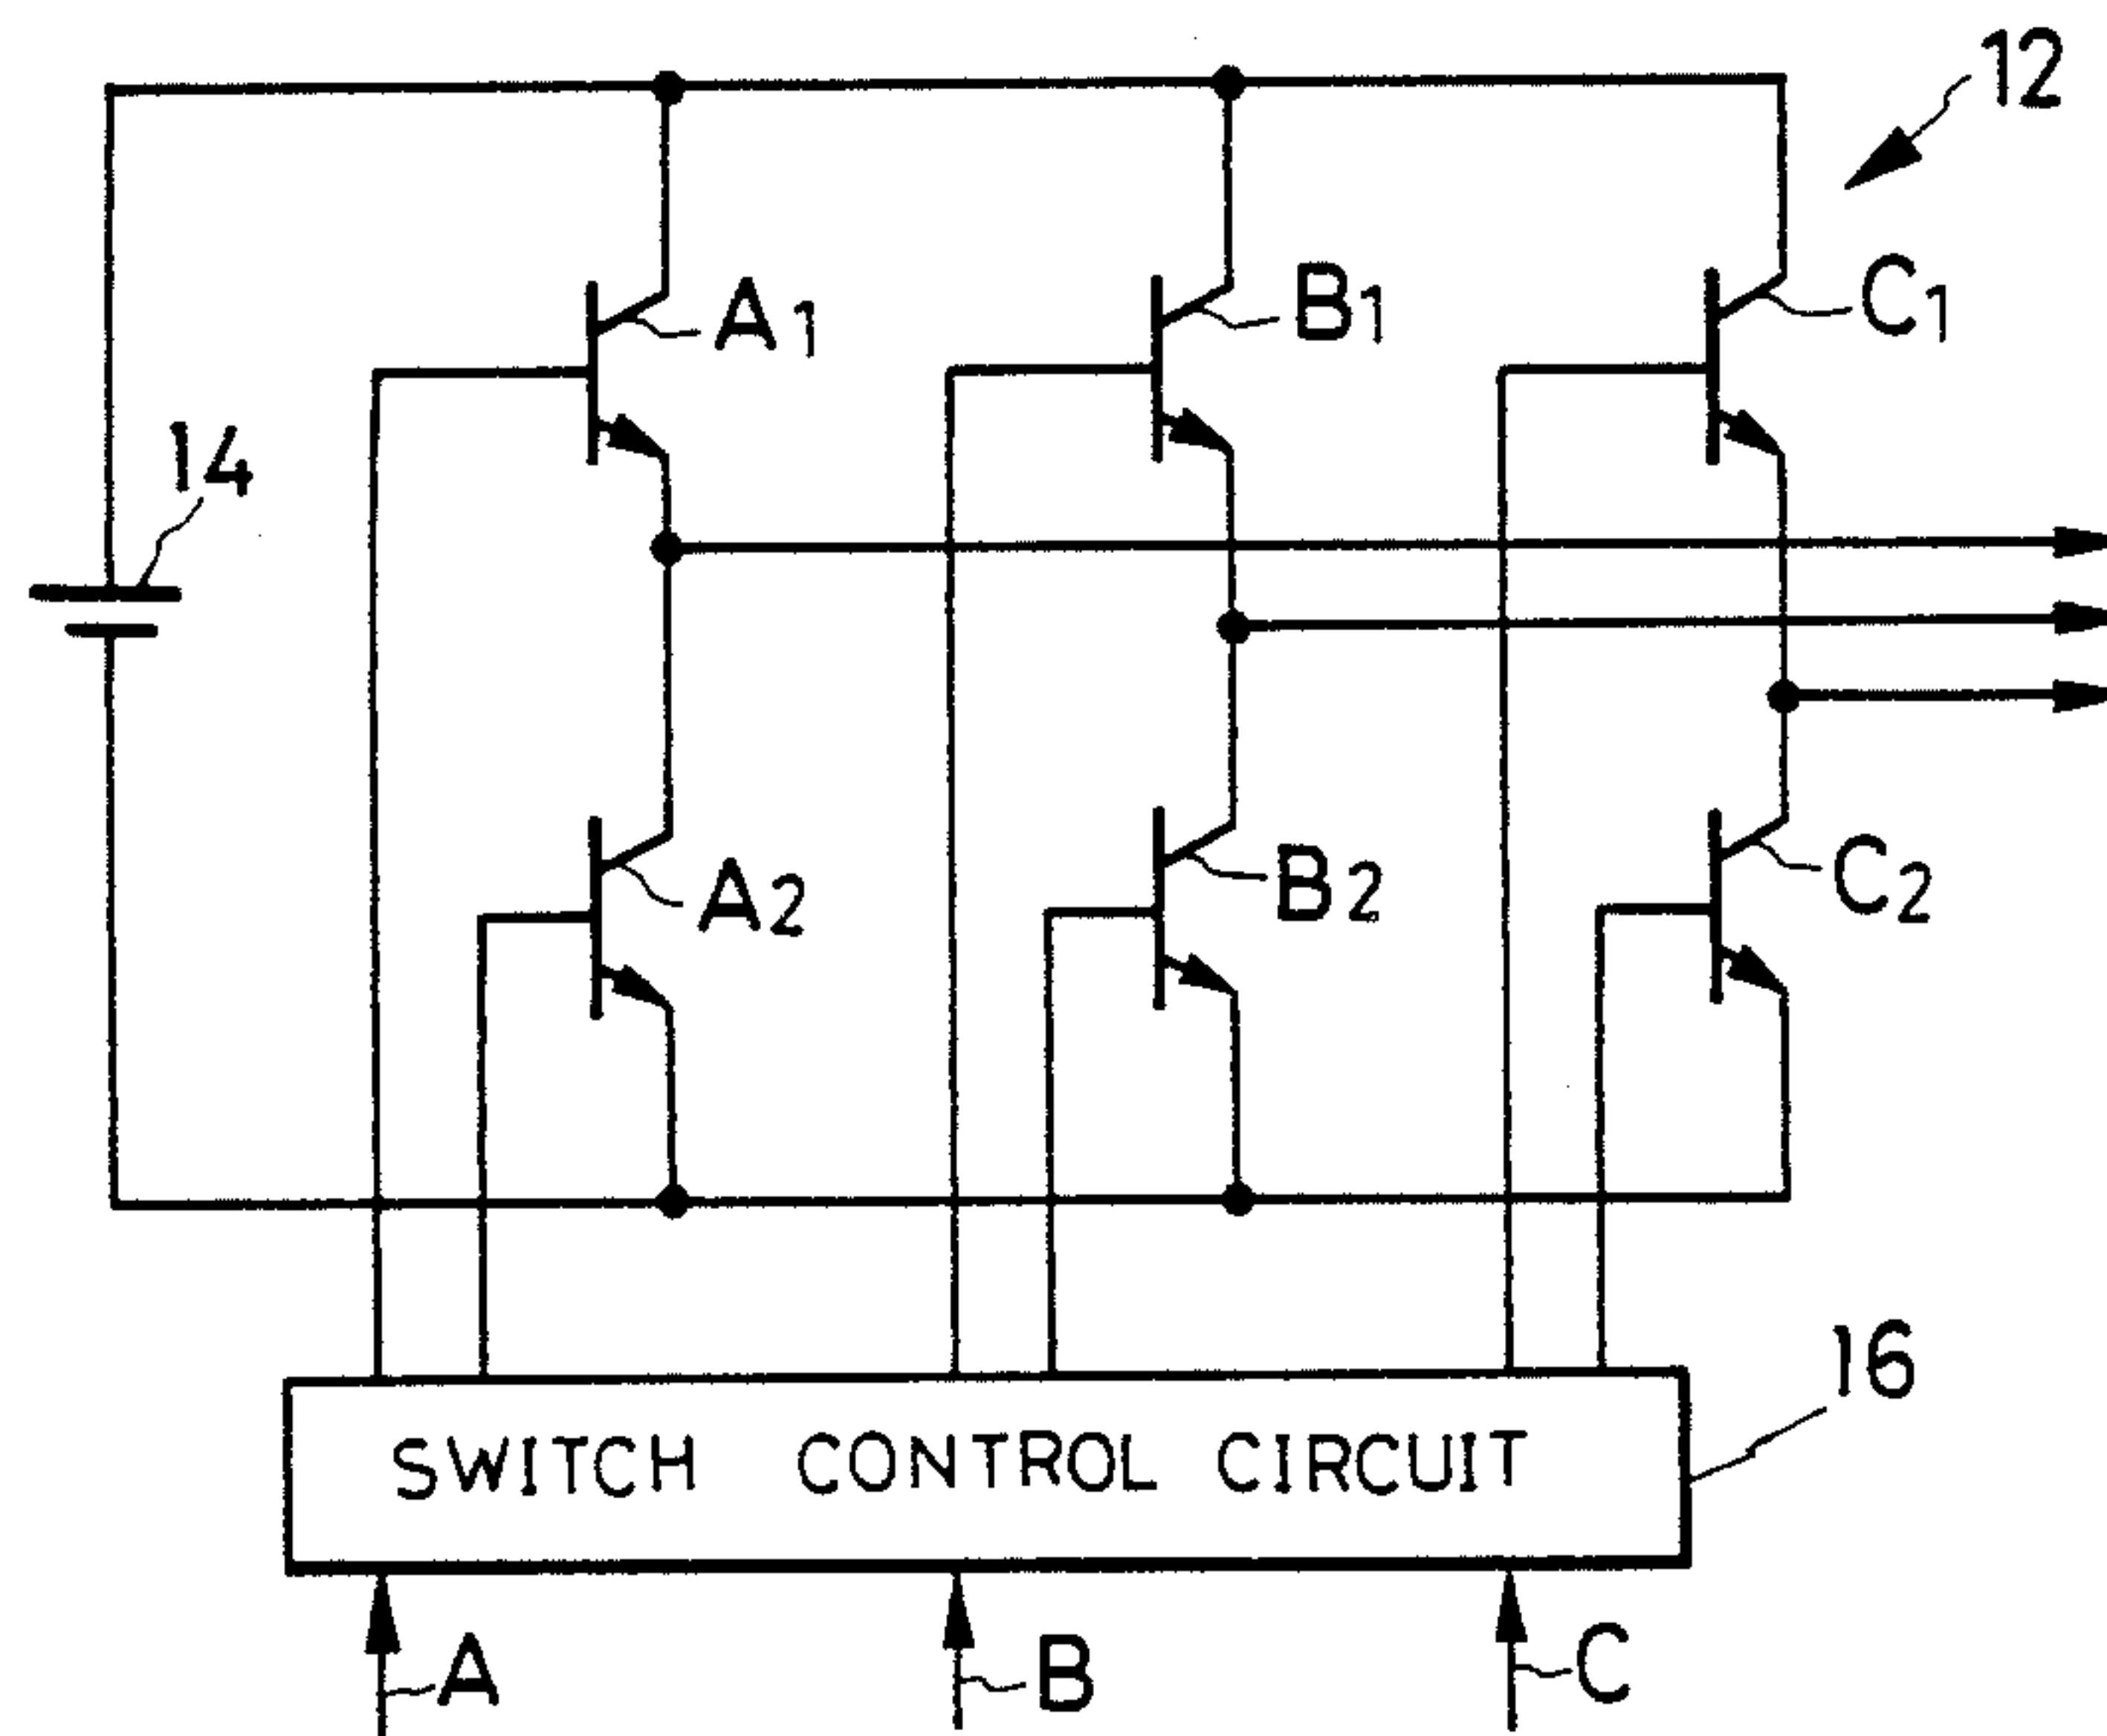 12
A1
B1
C1
14
A2
B2
C2
16
SWITCH CONTROL CIRCUIT
A
B
C